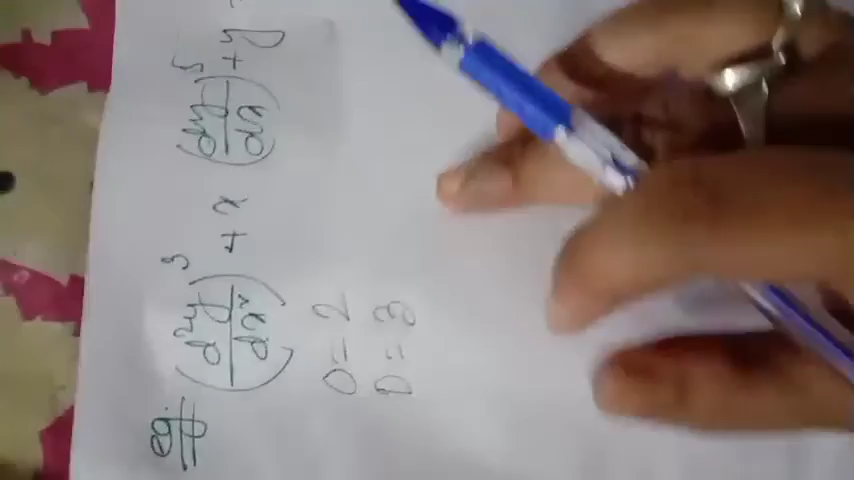 eg. (d²y/dx²)³ + x (dy/dx)⁵ + y
O = 2
D = 3